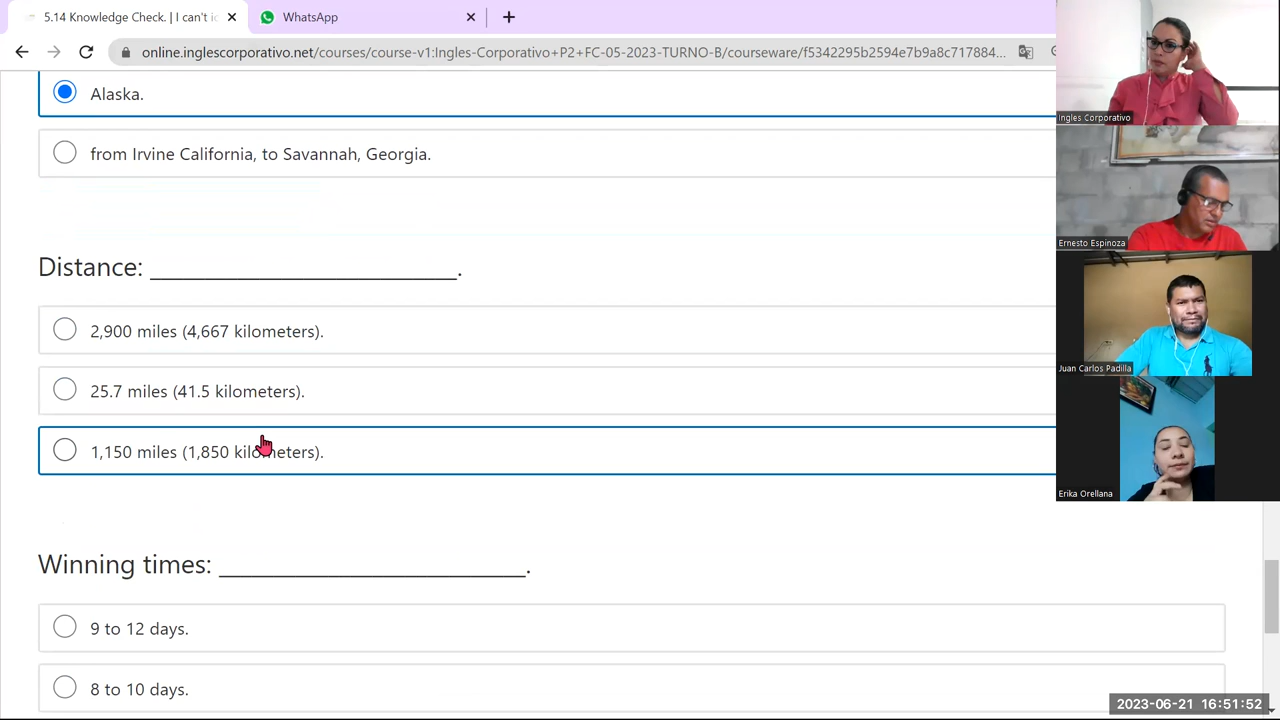 5.14 Knowledge Check. | I can't ic
WhatsApp
online.inglescorporativo.net/courses/course-v1:Ingles-Corporativo+P2+FC-05-2023-TURNO-B/courseware/f5342295b2594e7b9a8c717884...
Alaska.
from Irvine California, to Savannah, Georgia.
Distance: ______________________.
2,900 miles (4,667 kilometers).
25.7 miles (41.5 kilometers).
1,150 miles (1,850 kilometers).
Winning times: ______________________.
9 to 12 days.
8 to 10 days.
Ingles Corporativo
Ernesto Espinoza
Juan Carlos Padilla
Erika Orellana
2023-06-21 16:51:52